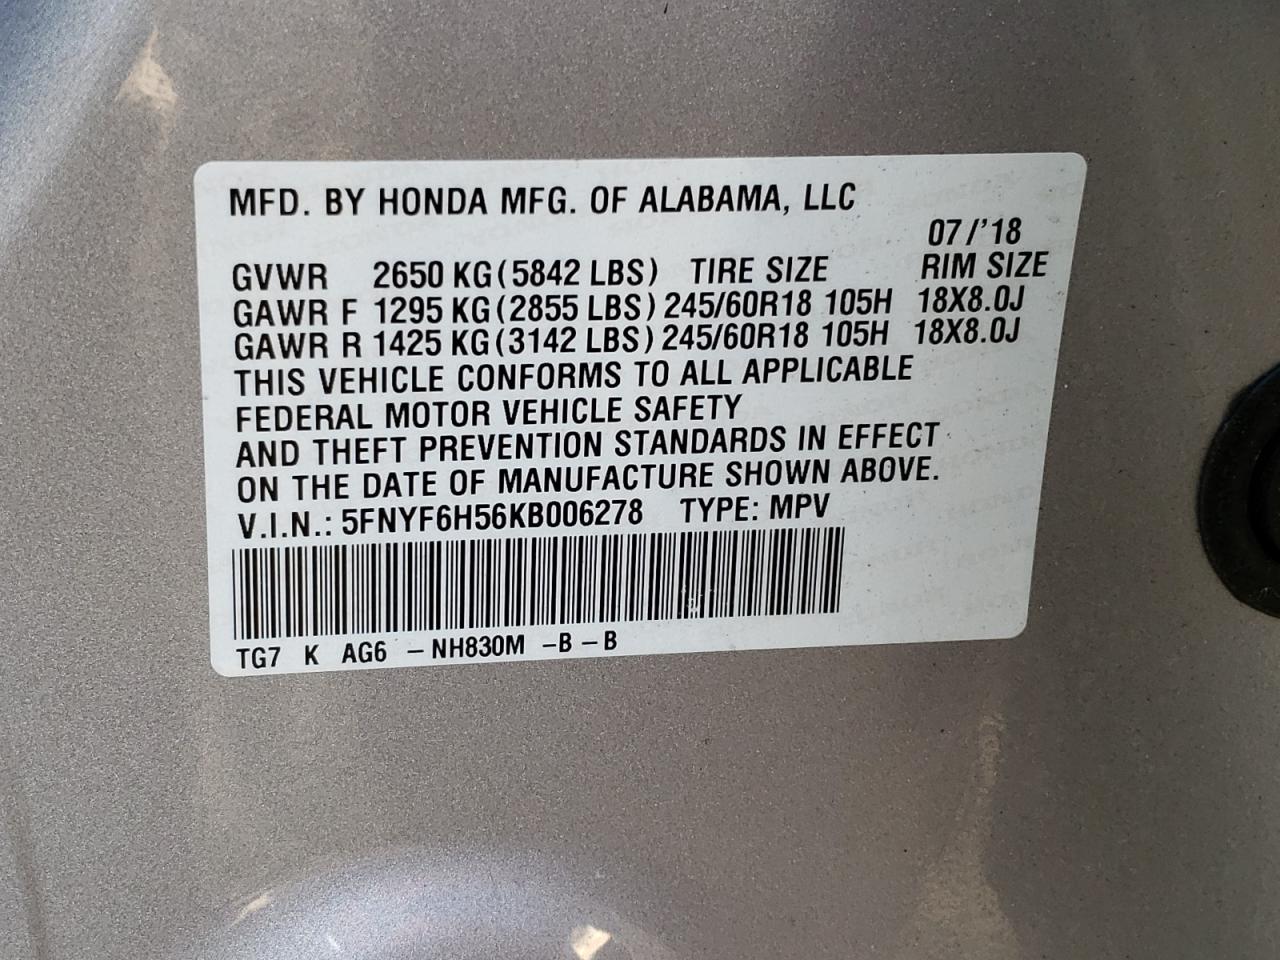 MFD. BY HONDA MFG. OF ALABAMA, LLC
07/'18
GVWR 2650 KG(5842 LBS) TIRE SIZE RIM SIZE
GAWR F 1295 KG(2855 LBS) 245/60R18 105H 18X8.0J
GAWR R 1425 KG(3142 LBS) 245/60R18 105H 18X8.0J
THIS VEHICLE CONFORMS TO ALL APPLICABLE
FEDERAL MOTOR VEHICLE SAFETY
AND THEFT PREVENTION STANDARDS IN EFFECT
ON THE DATE OF MANUFACTURE SHOWN ABOVE.
V.I.N.: 5FNYF6H56KB006278 TYPE: MPV
TG7 K AG6 –NH830M –B–B